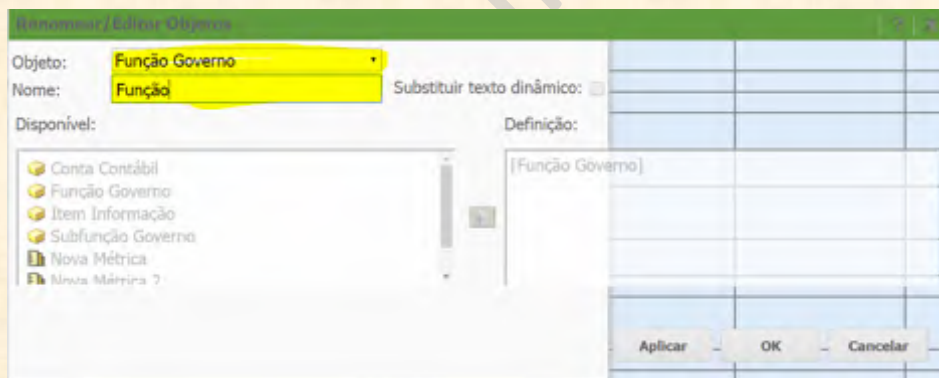 Renomear/Editar Objetos
Objeto: Função Governo
Nome: Função Substituir texto dinâmico:
Disponível: Definição:
Conta Contábil [Função Governo]
Função Governo
Item Informação
Subfunção Governo
Nova Métrica
Nova Métrica 2
Aplicar OK Cancelar